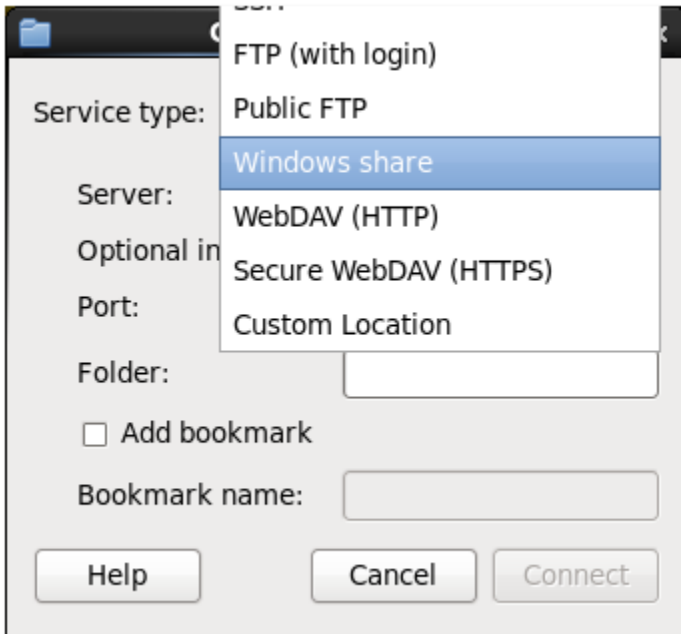 FTP (with login)
Service type:
Public FTP
Windows share
Server:
WebDAV (HTTP)
Optional in
Secure WebDAV (HTTPS)
Port:
Custom Location
Folder:
Add bookmark
Bookmark name:
Help
Cancel
Connect